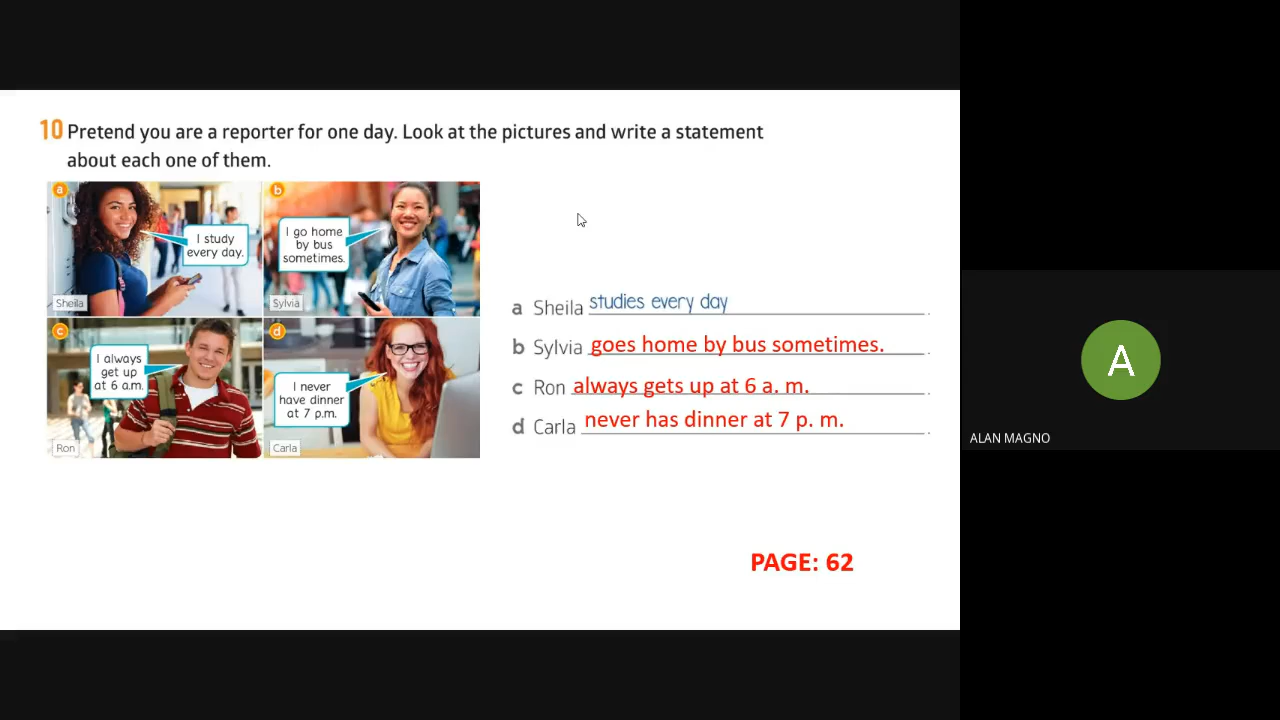 10 Pretend you are a reporter for one day. Look at the pictures and write a statement
about each one of them.
a
I study
every day.
Sheila
b
I go home
by bus
sometimes.
Sylvia
c
I always
get up
at 6 a.m.
Ron
d
I never
have dinner
at 7 p.m.
Carla
a Sheila studies every day.
b Sylvia goes home by bus sometimes. .
c Ron always gets up at 6 a. m. .
d Carla never has dinner at 7 p. m. .
PAGE: 62
A
ALAN MAGNO